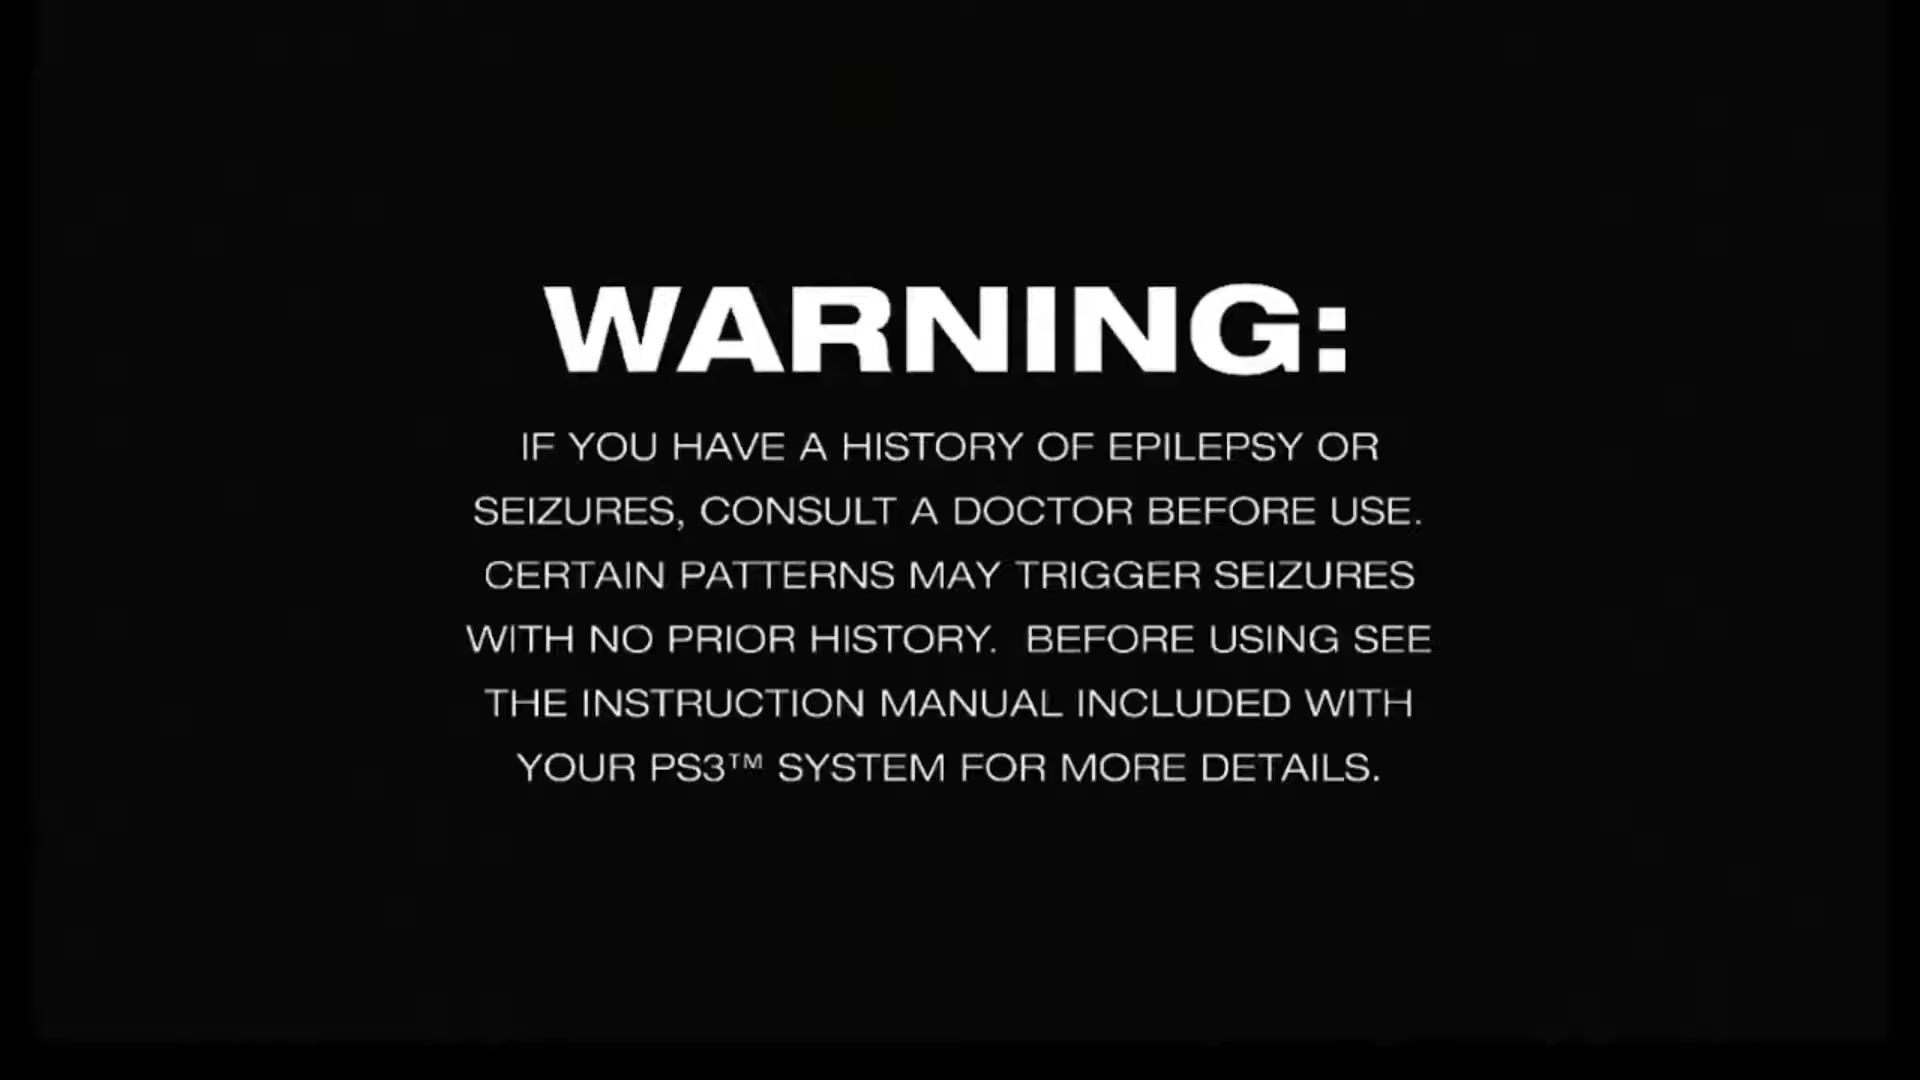 WARNING:
IF YOU HAVE A HISTORY OF EPILEPSY OR
SEIZURES, CONSULT A DOCTOR BEFORE USE.
CERTAIN PATTERNS MAY TRIGGER SEIZURES
WITH NO PRIOR HISTORY.  BEFORE USING SEE
THE INSTRUCTION MANUAL INCLUDED WITH
YOUR PS3™ SYSTEM FOR MORE DETAILS.